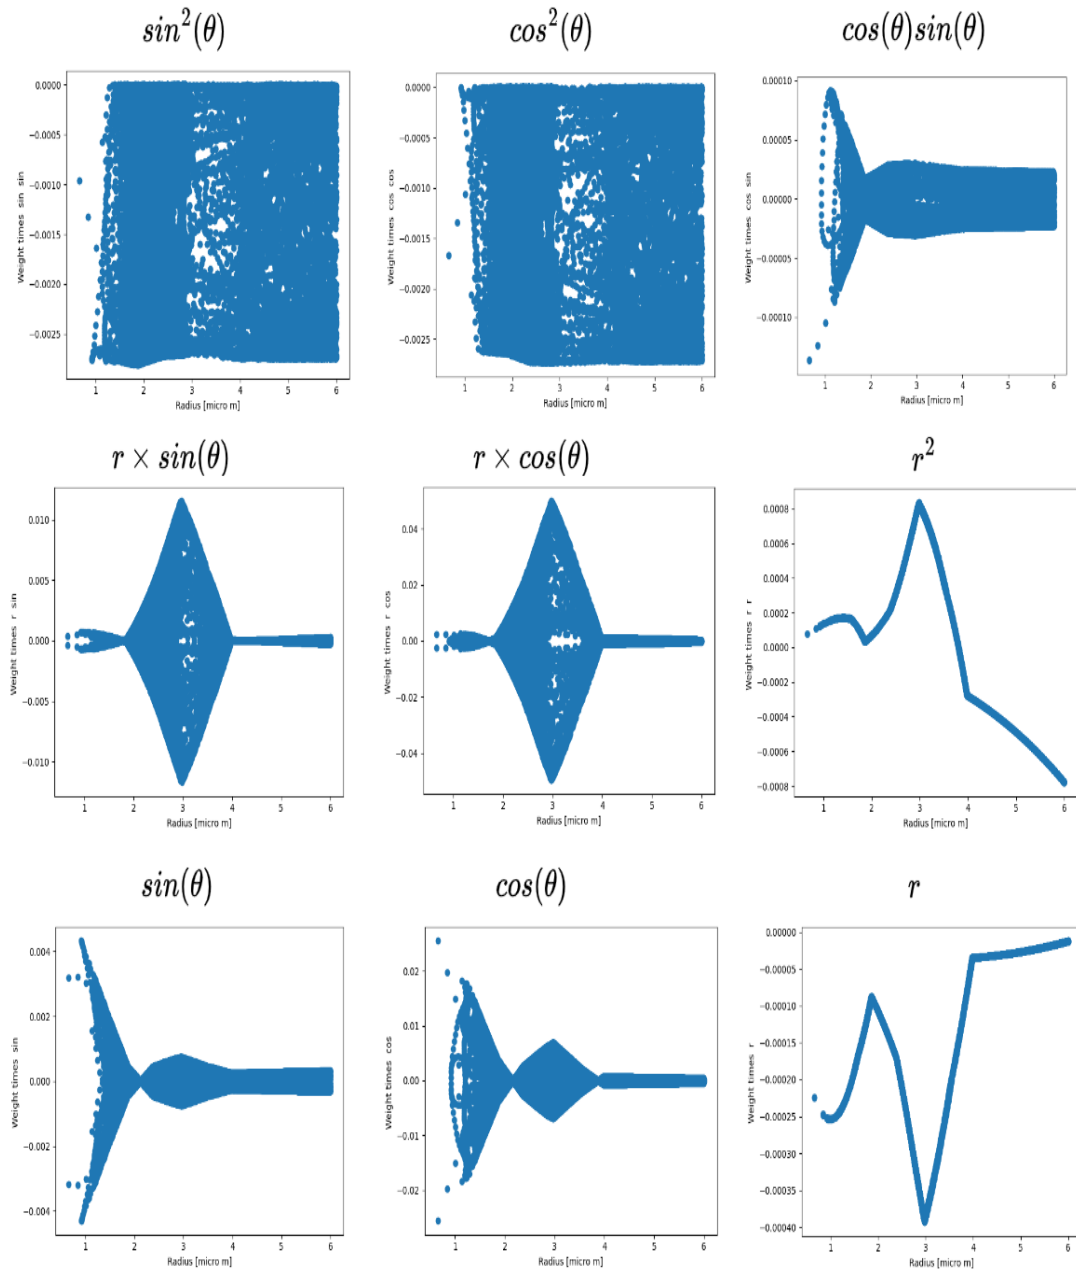 sin²(θ)
cos²(θ)
cos(θ)sin(θ)
0.0000
−0.0005
−0.0010
−0.0015
−0.0020
−0.0025
Weight times sin sin
1 2 3 4 5 6
Radius [micro m]
0.0000
−0.0005
−0.0010
−0.0015
−0.0020
−0.0025
Weight times cos cos
1 2 3 4 5 6
Radius [micro m]
0.00010
0.00005
0.00000
−0.00005
−0.00010
Weight times cos sin
1 2 3 4 5 6
Radius [micro m]
r × sin(θ)
r × cos(θ)
r²
0.010
0.005
0.000
−0.005
−0.010
Weight times r sin
1 2 3 4 5 6
Radius [micro m]
0.04
0.02
0.00
−0.02
−0.04
Weight times r cos
1 2 3 4 5 6
Radius [micro m]
0.0008
0.0006
0.0004
0.0002
0.0000
−0.0002
−0.0004
−0.0006
−0.0008
Weight times r r
1 2 3 4 5 6
Radius [micro m]
sin(θ)
cos(θ)
r
0.004
0.002
0.000
−0.002
−0.004
Weight times sin
1 2 3 4 5 6
Radius [micro m]
0.02
0.01
0.00
−0.01
−0.02
Weight times cos
1 2 3 4 5 6
Radius [micro m]
0.00000
−0.00005
−0.00010
−0.00015
−0.00020
−0.00025
−0.00030
−0.00035
−0.00040
Weight times r
1 2 3 4 5 6
Radius [micro m]